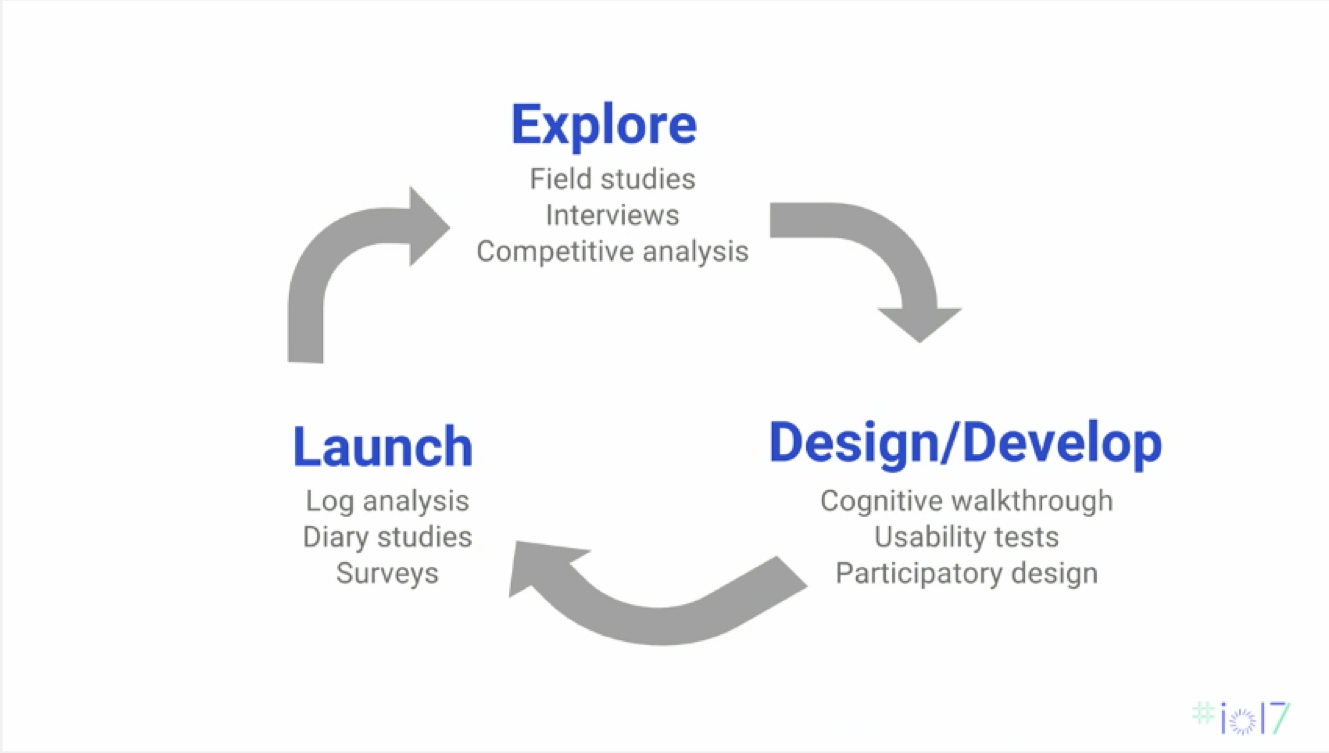 Explore
Field studies
Interviews
Competitive analysis
Design/Develop
Cognitive walkthrough
Usability tests
Participatory design
Launch
Log analysis
Diary studies
Surveys
#io17